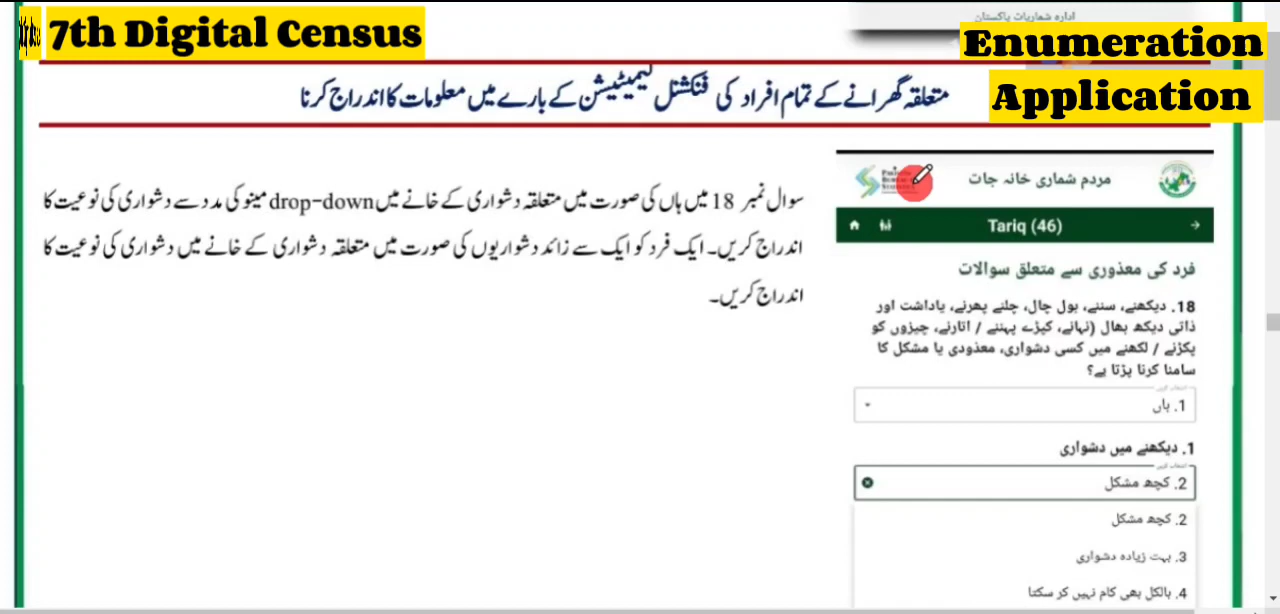 7th Digital Census
ادارہ شماریات پاکستان
Enumeration
Application
متعلقہ گھرانے کے تمام افراد کی فنکشنل لیمیٹیشن کے بارے میں معلومات کا اندراج کرنا
سوال نمبر 18 میں ہاں کی صورت میں متعلقہ دشواری کے خانے میں drop-down مینو کی مدد سے دشواری کی نوعیت کا
اندراج کریں۔ ایک فرد کو ایک سے زائد دشواریوں کی صورت میں متعلقہ دشواری کے خانے میں دشواری کی نوعیت کا
اندراج کریں۔
مردم شماری خانہ جات
Tariq (46)
فرد کی معذوری سے متعلق سوالات
18. دیکھنے، سننے، بول چال، چلنے پھرنے، یاداشت اور
ذاتی دیکھ بھال (نہانے، کپڑے پہننے / اتارنے، چیزوں کو
پکڑنے / لکھنے میں کسی دشواری، معذودی یا مشکل کا
سامنا کرنا پڑتا ہے؟
1. ہاں
1. دیکھنے میں دشواری
2. کچھ مشکل
2. کچھ مشکل
3. بہت زیادہ دشواری
4. بالکل بھی کام نہیں کر سکتا